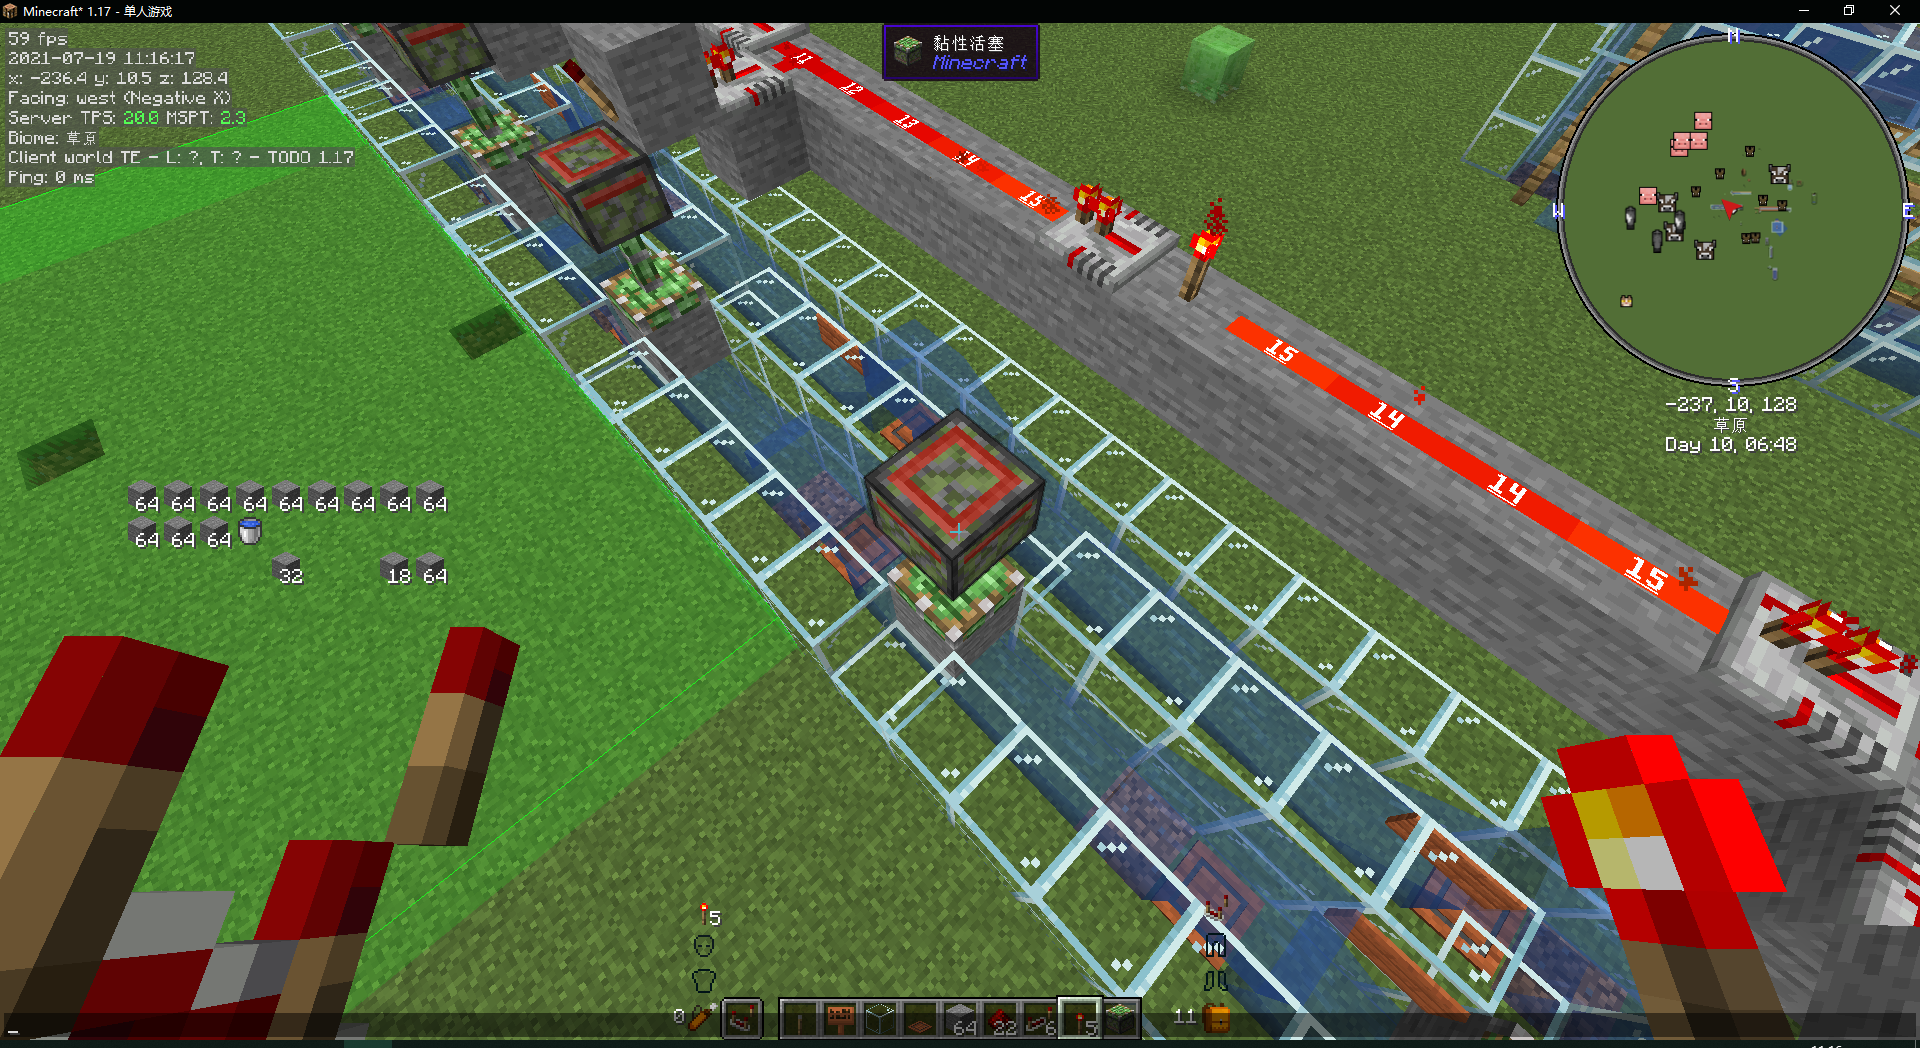 Minecraft* 1.17 - 单人游戏
59 fps
2021-07-19 11:16:17
x: -236.4 y: 10.5 z: 128.4
Facing: west (Negative X)
Server TPS: 20.0 MSPT: 2.3
Biome: 草原
Client world TE - L: ?, T: ? - TODO 1.17
Ping: 0 ms
黏性活塞
Minecraft
N
W
E
S
-237, 10, 128
草原
Day 10, 06:48
11
12
13
14
15
15
14
14
15
64 64 64 64 64 64 64 64 64
64 64 64
32 18 64
5
0
64 22 6 5
11